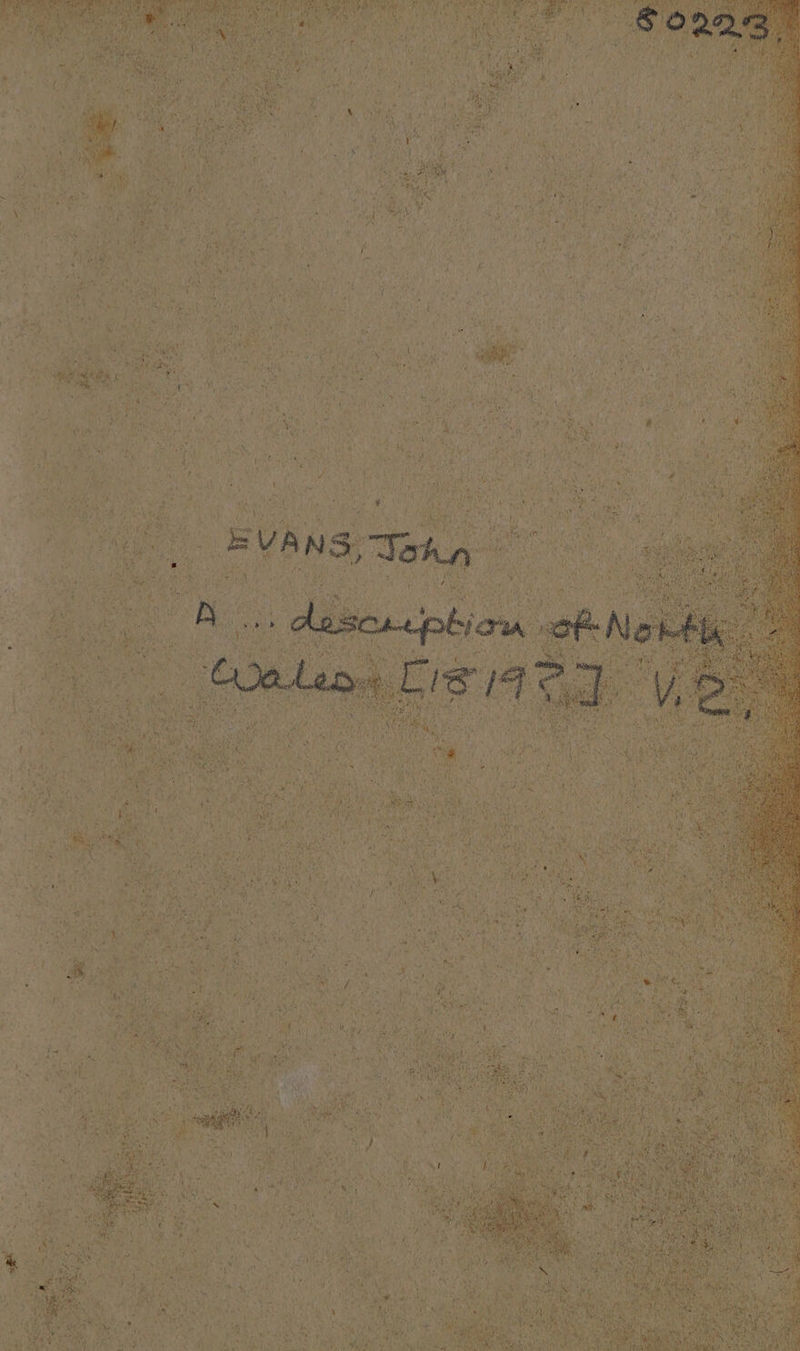 80223
EVANS, John
A ... description of North
Wales. [1819?] V.2.